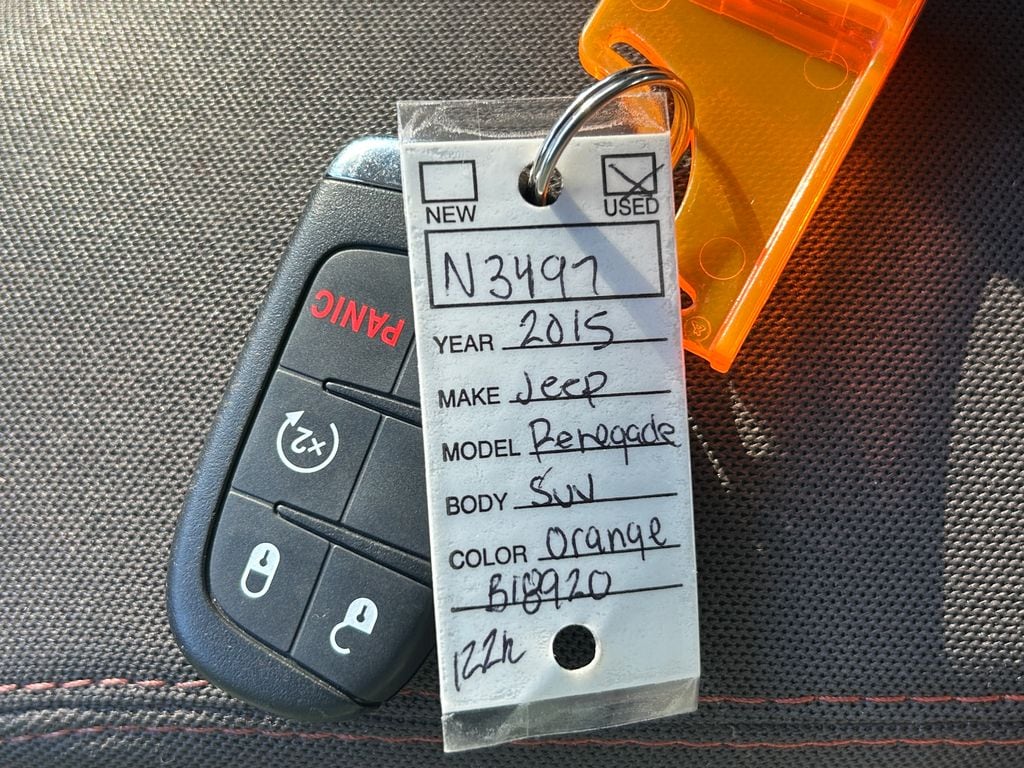 NEW USED
N3497
YEAR 2015
MAKE Jeep
MODEL Renegade
BODY SUV
COLOR Orange
B18920
122k
PANIC
x2